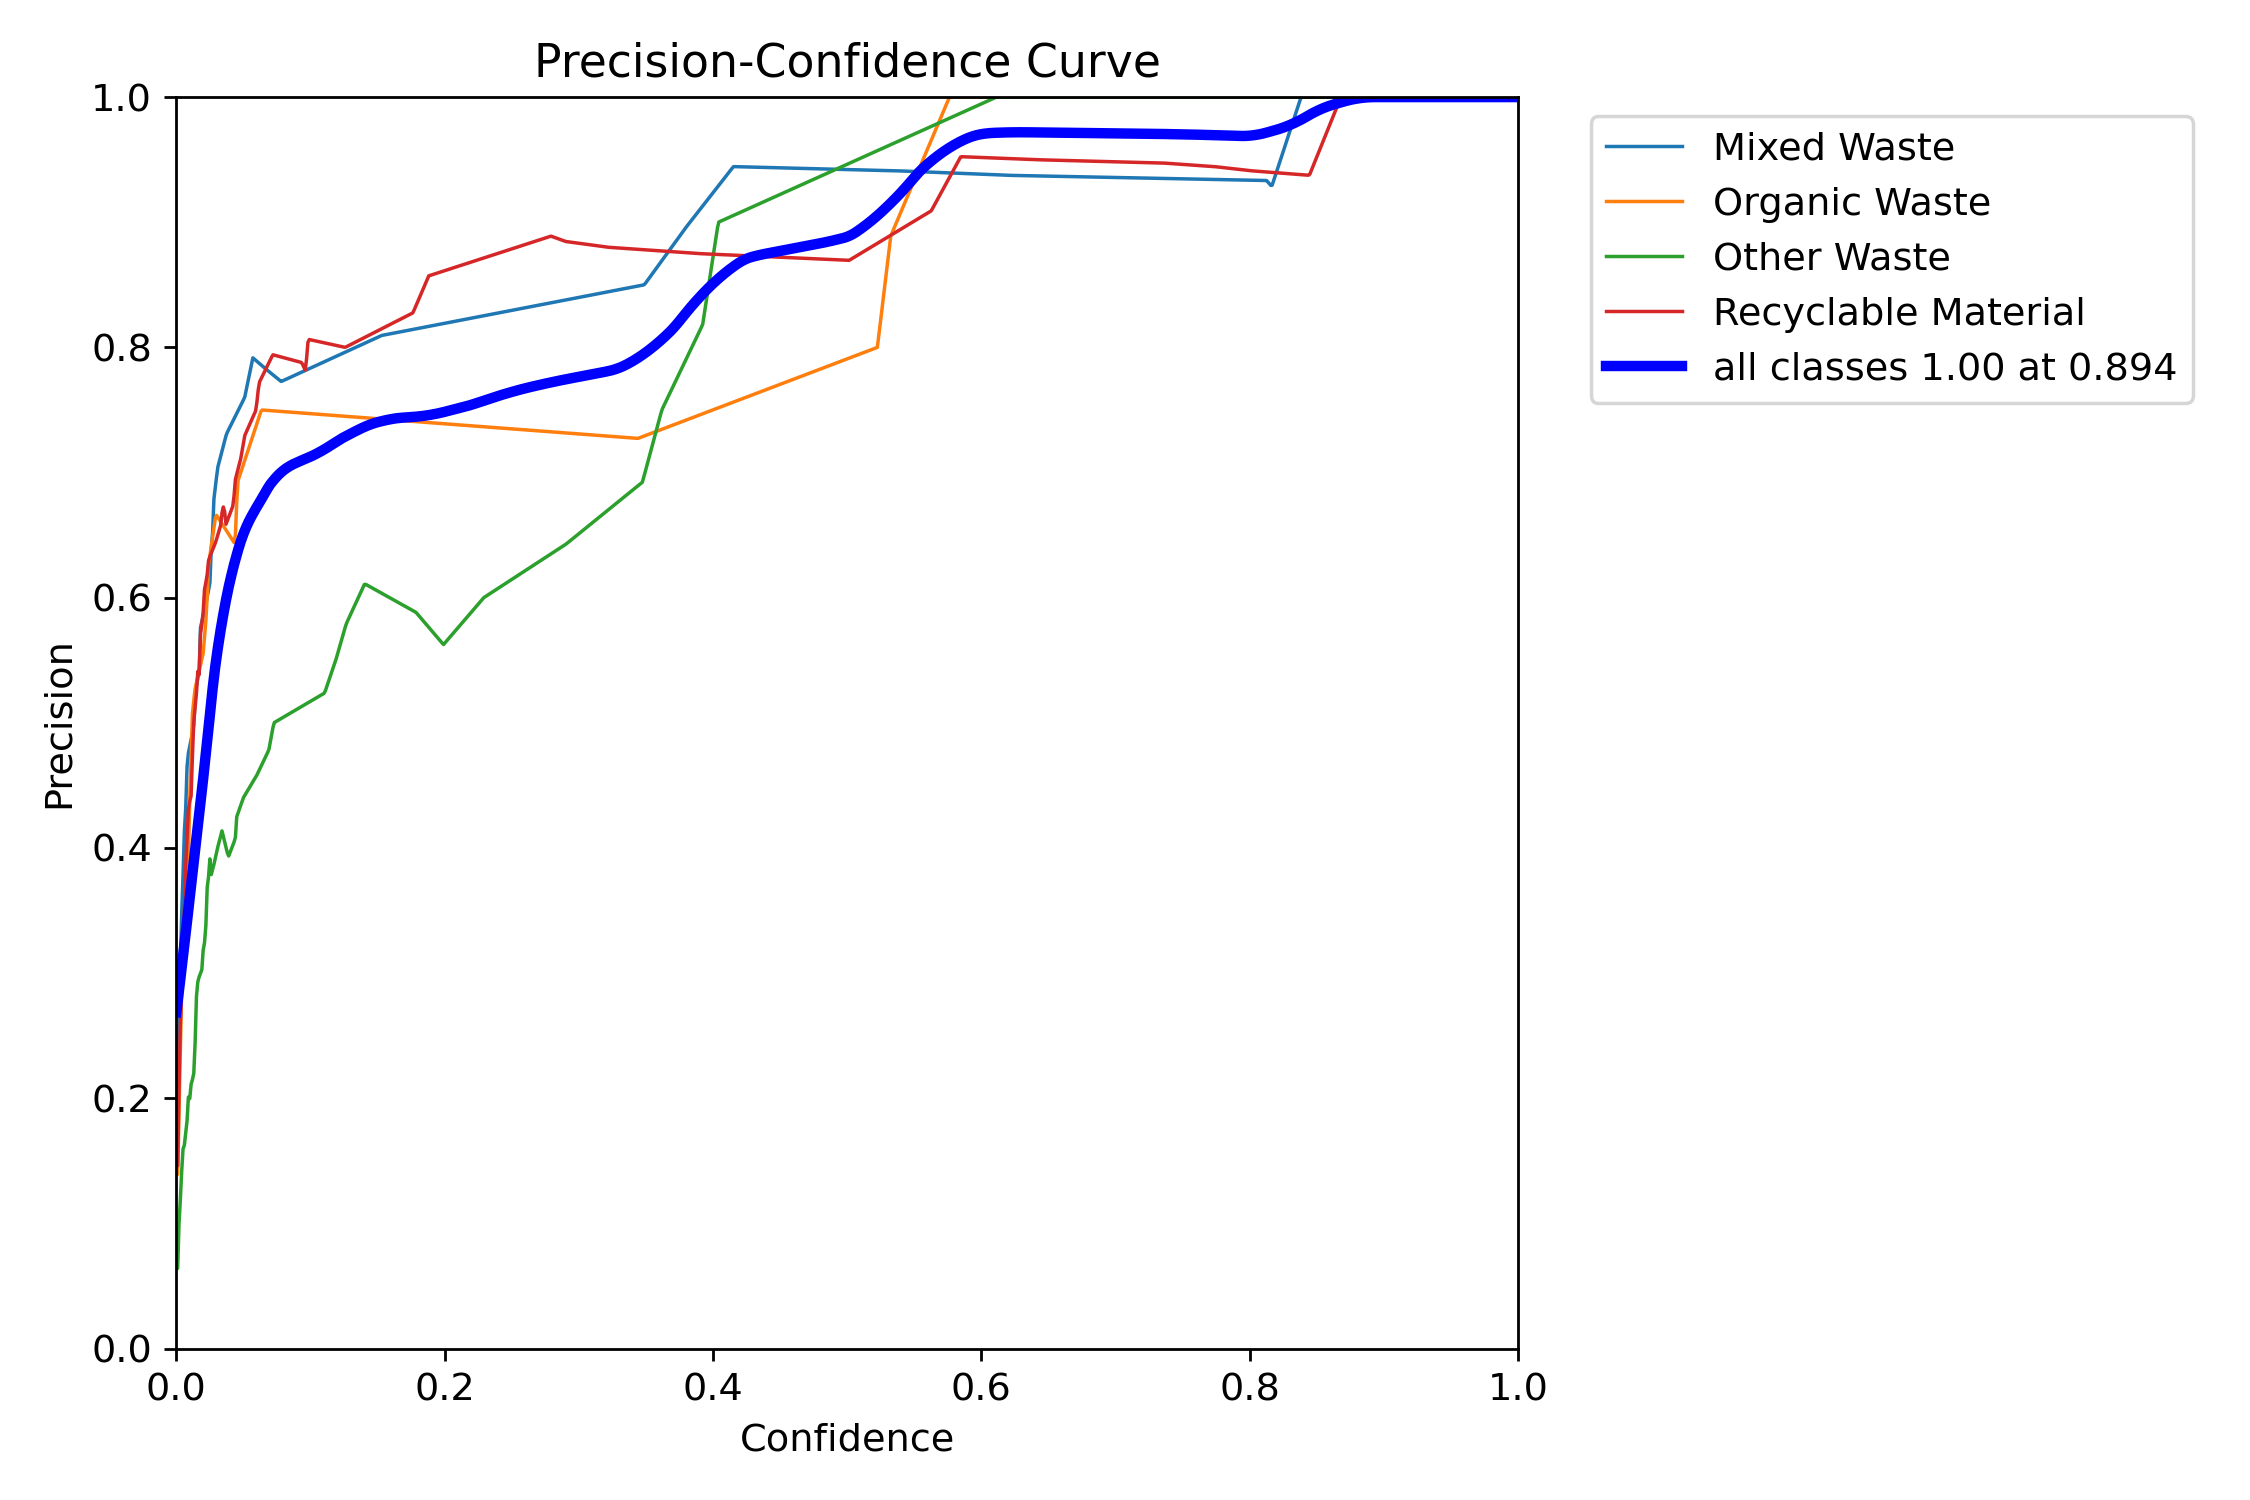 Precision-Confidence Curve
1.0
0.8
0.6
0.4
0.2
0.0
Precision
0.0 0.2 0.4 0.6 0.8 1.0
Confidence
Mixed Waste
Organic Waste
Other Waste
Recyclable Material
all classes 1.00 at 0.894